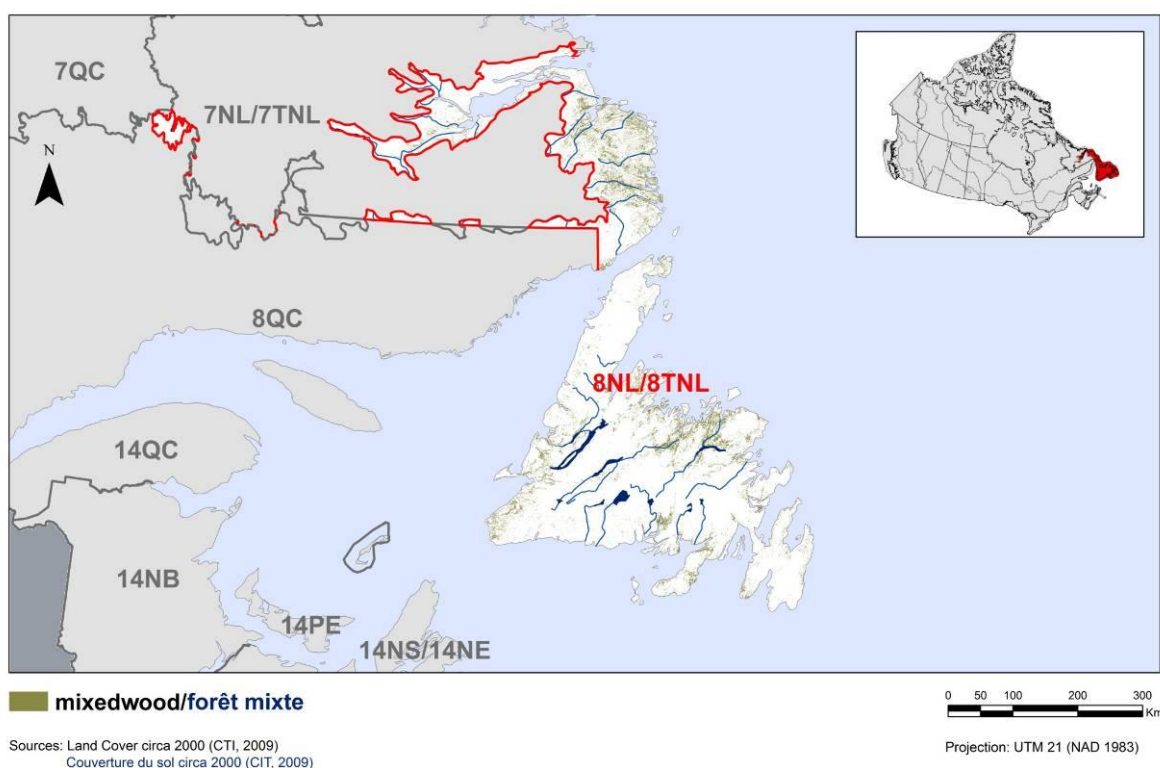 7QC
7NL/7TNL
N
8QC
8NL/8TNL
14QC
14NB
14PE
14NS/14NE
mixedwood/forêt mixte
0 50 100 200 300
Km
Sources: Land Cover circa 2000 (CTI, 2009)
Couverture du sol circa 2000 (CIT, 2009)
Projection: UTM 21 (NAD 1983)